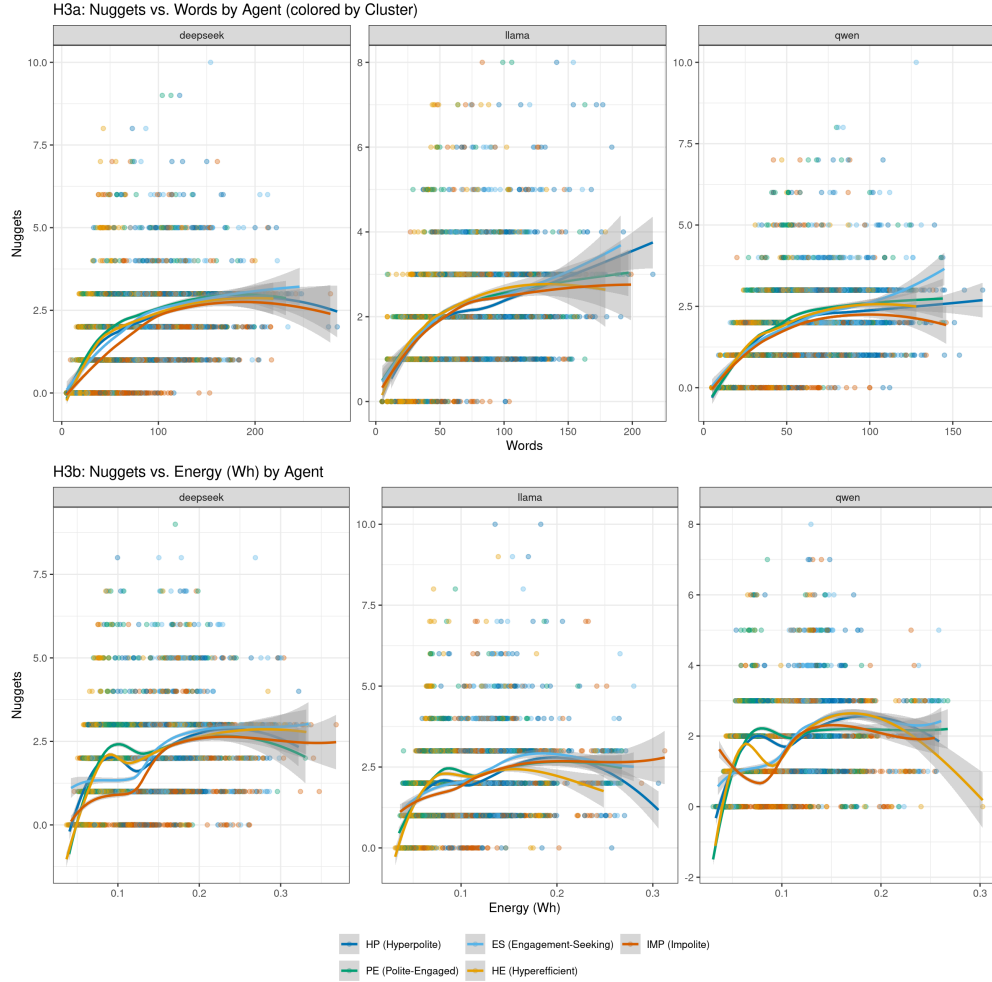 H3a: Nuggets vs. Words by Agent (colored by Cluster)
deepseek
llama
qwen
10.0
7.5
5.0
2.5
0.0
8
6
4
2
0
10.0
7.5
5.0
2.5
0.0
Nuggets
0 100 200
0 50 100 150 200
0 50 100 150
Words
H3b: Nuggets vs. Energy (Wh) by Agent
deepseek
llama
qwen
7.5
5.0
2.5
0.0
10.0
7.5
5.0
2.5
0.0
8
6
4
2
0
-2
Nuggets
0.1 0.2 0.3
0.1 0.2 0.3
0.1 0.2 0.3
Energy (Wh)
HP (Hyperpolite) ES (Engagement-Seeking) IMP (Impolite)
PE (Polite-Engaged) HE (Hyperefficient)